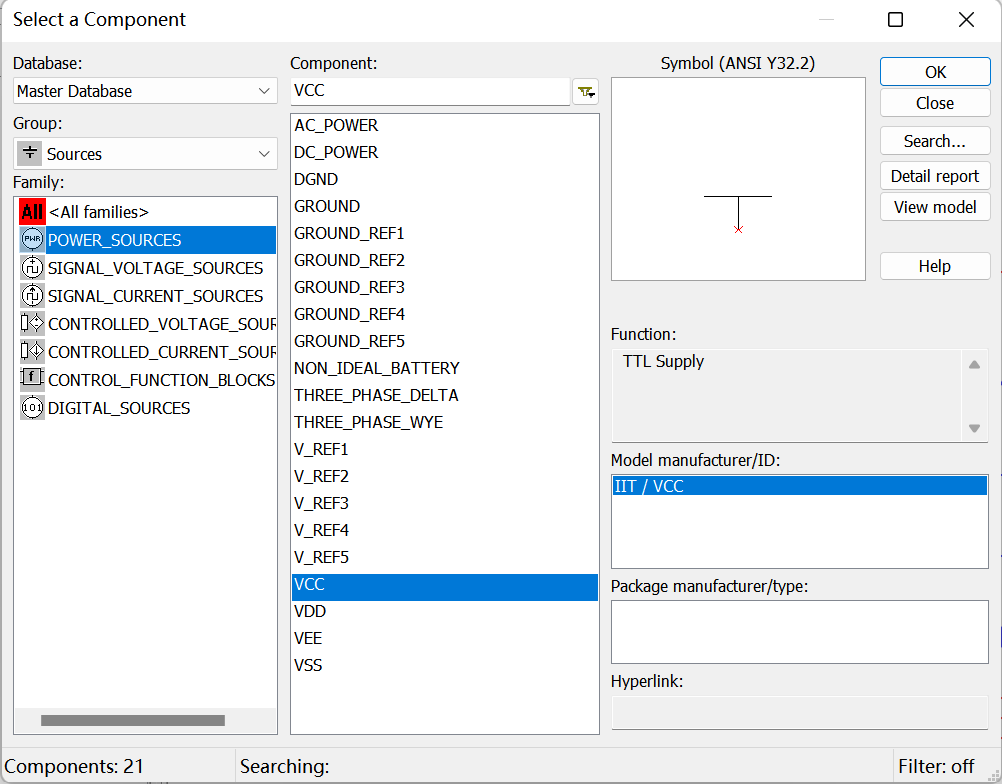 Select a Component
Database:
Master Database
Group:
Sources
Family:
All <All families>
PWR POWER_SOURCES
SIGNAL_VOLTAGE_SOURCES
SIGNAL_CURRENT_SOURCES
CONTROLLED_VOLTAGE_SOUR
CONTROLLED_CURRENT_SOUR
f CONTROL_FUNCTION_BLOCKS
101 DIGITAL_SOURCES
Component:
VCC
AC_POWER
DC_POWER
DGND
GROUND
GROUND_REF1
GROUND_REF2
GROUND_REF3
GROUND_REF4
GROUND_REF5
NON_IDEAL_BATTERY
THREE_PHASE_DELTA
THREE_PHASE_WYE
V_REF1
V_REF2
V_REF3
V_REF4
V_REF5
VCC
VDD
VEE
VSS
Symbol (ANSI Y32.2)
Function:
TTL Supply
Model manufacturer/ID:
IIT / VCC
Package manufacturer/type:
Hyperlink:
OK
Close
Search...
Detail report
View model
Help
Components: 21
Searching:
Filter: off